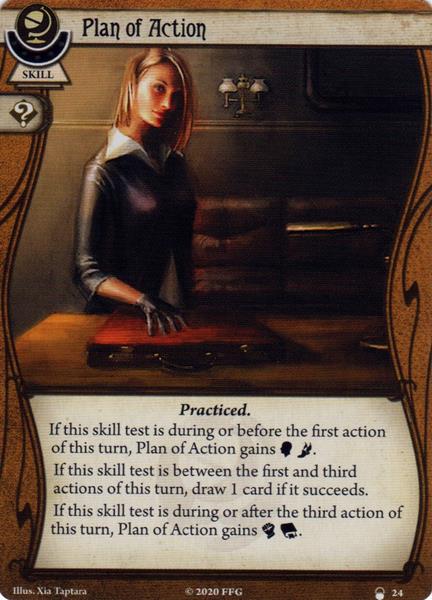 Plan of Action
SKILL
?
Practiced.
If this skill test is during or before the first action
of this turn, Plan of Action gains .
If this skill test is between the first and third
actions of this turn, draw 1 card if it succeeds.
If this skill test is during or after the third action of
this turn, Plan of Action gains .
Illus. Xia Taptara
© 2020 FFG
24